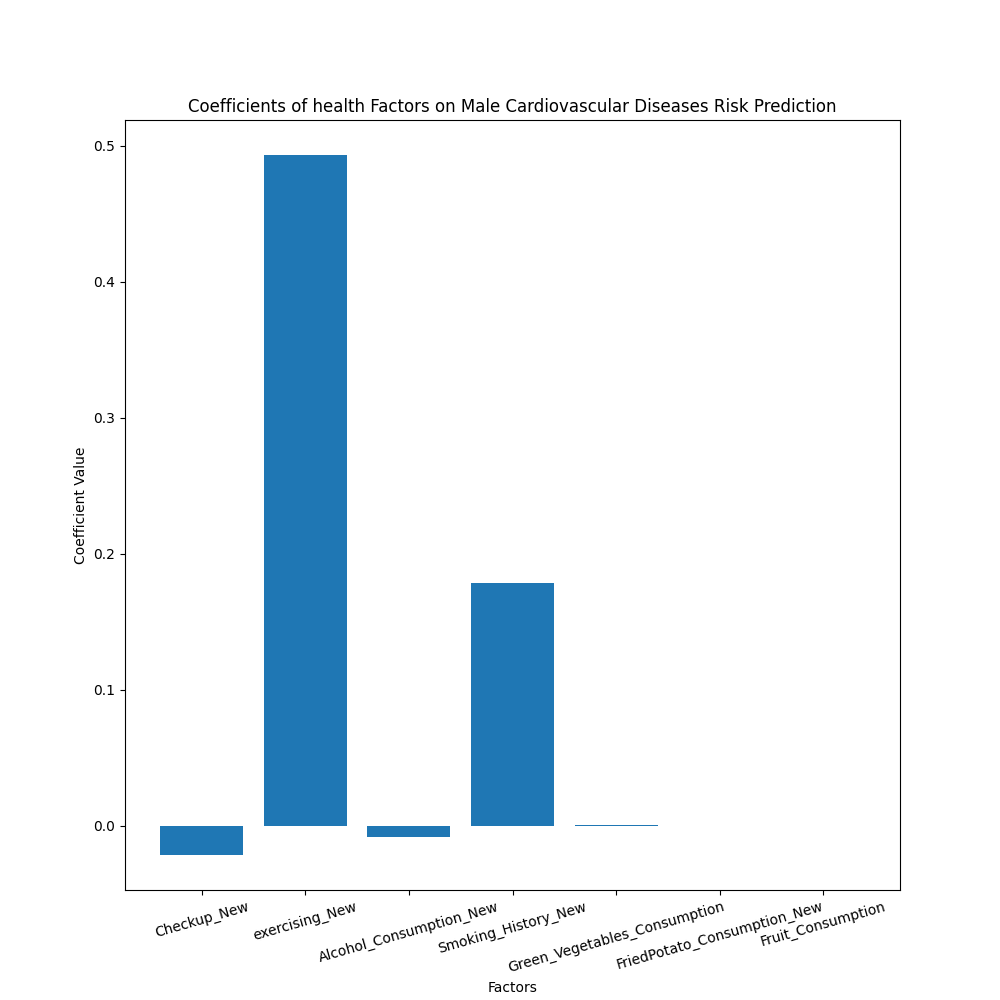 Coefficients of health Factors on Male Cardiovascular Diseases Risk Prediction
0.5
0.4
0.3
0.2
0.1
0.0
Coefficient Value
Checkup_New
exercising_New
Alcohol_Consumption_New
Smoking_History_New
Green_Vegetables_Consumption
FriedPotato_Consumption_New
Fruit_Consumption
Factors